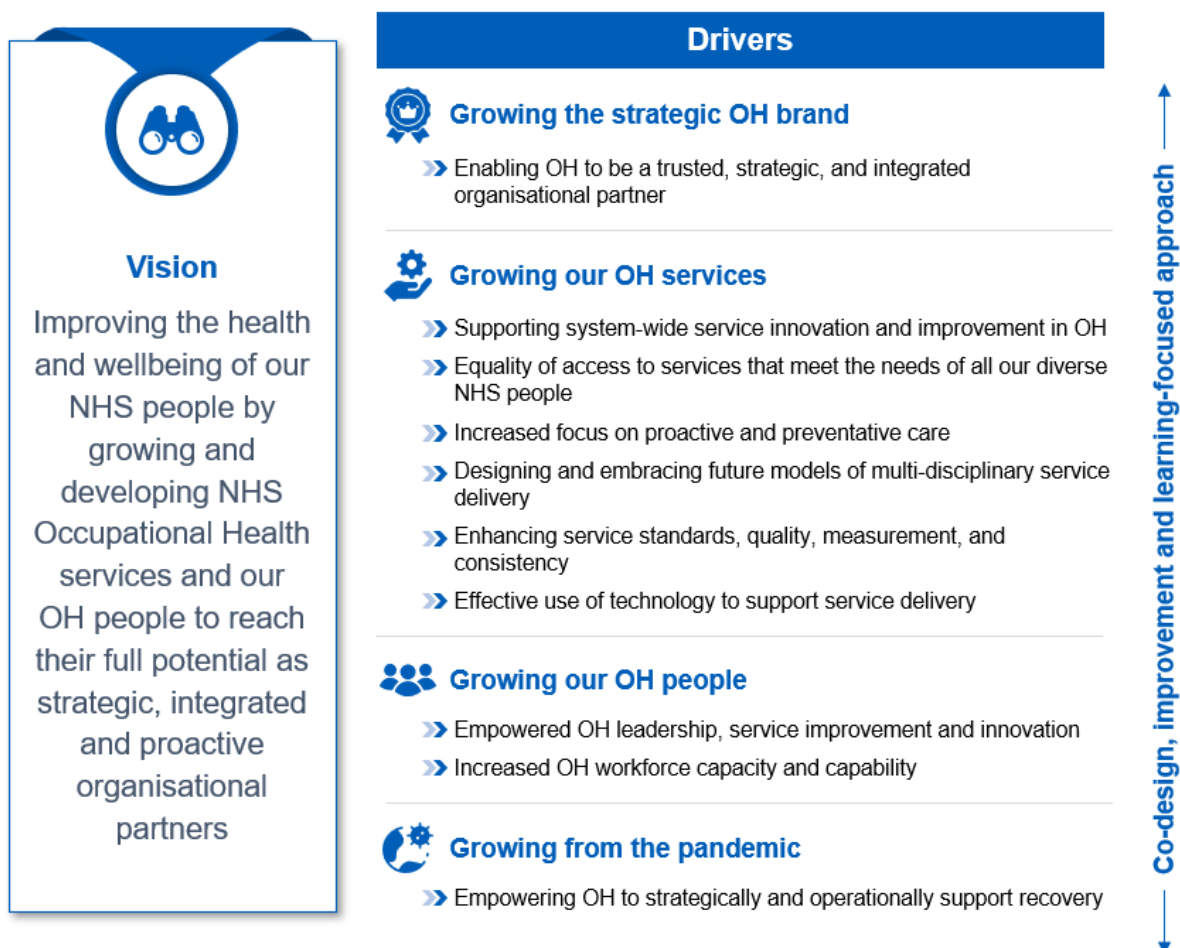 Vision
Improving the health
and wellbeing of our
NHS people by
growing and
developing NHS
Occupational Health
services and our
OH people to reach
their full potential as
strategic, integrated
and proactive
organisational
partners
Drivers
Growing the strategic OH brand
Enabling OH to be a trusted, strategic, and integrated
organisational partner
Growing our OH services
Supporting system-wide service innovation and improvement in OH
Equality of access to services that meet the needs of all our diverse
NHS people
Increased focus on proactive and preventative care
Designing and embracing future models of multi-disciplinary service
delivery
Enhancing service standards, quality, measurement, and
consistency
Effective use of technology to support service delivery
Growing our OH people
Empowered OH leadership, service improvement and innovation
Increased OH workforce capacity and capability
Growing from the pandemic
Empowering OH to strategically and operationally support recovery
Co-design, improvement and learning-focused approach